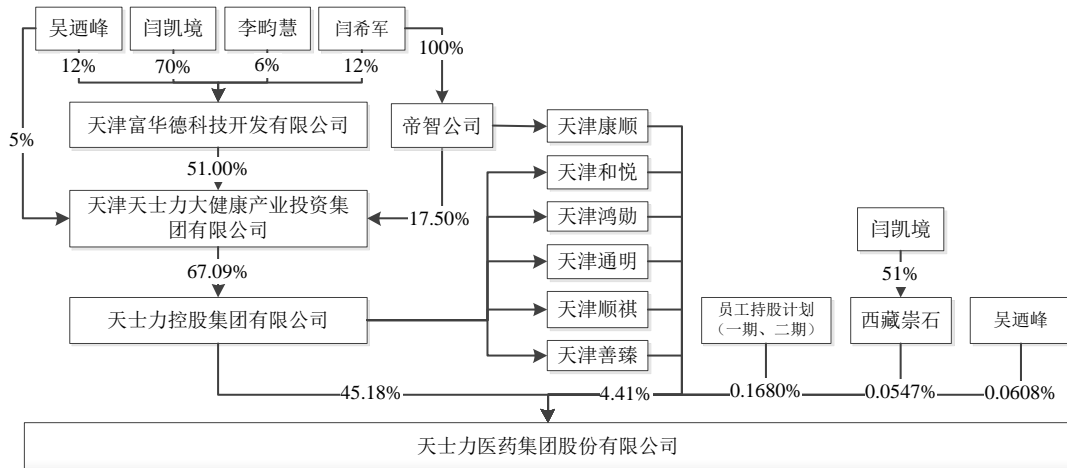 吴迺峰
闫凯境
李畇慧
闫希军
12%
70%
6%
12%
100%
天津富华德科技开发有限公司
帝智公司
天津康顺
5%
51.00%
天津和悦
天津天士力大健康产业投资集
团有限公司
17.50%
天津鸿勋
闫凯境
天津通明
67.09%
51%
天士力控股集团有限公司
天津顺祺
员工持股计划
（一期、二期）
西藏崇石
吴迺峰
天津善臻
45.18%
4.41%
0.1680%
0.0547%
0.0608%
天士力医药集团股份有限公司